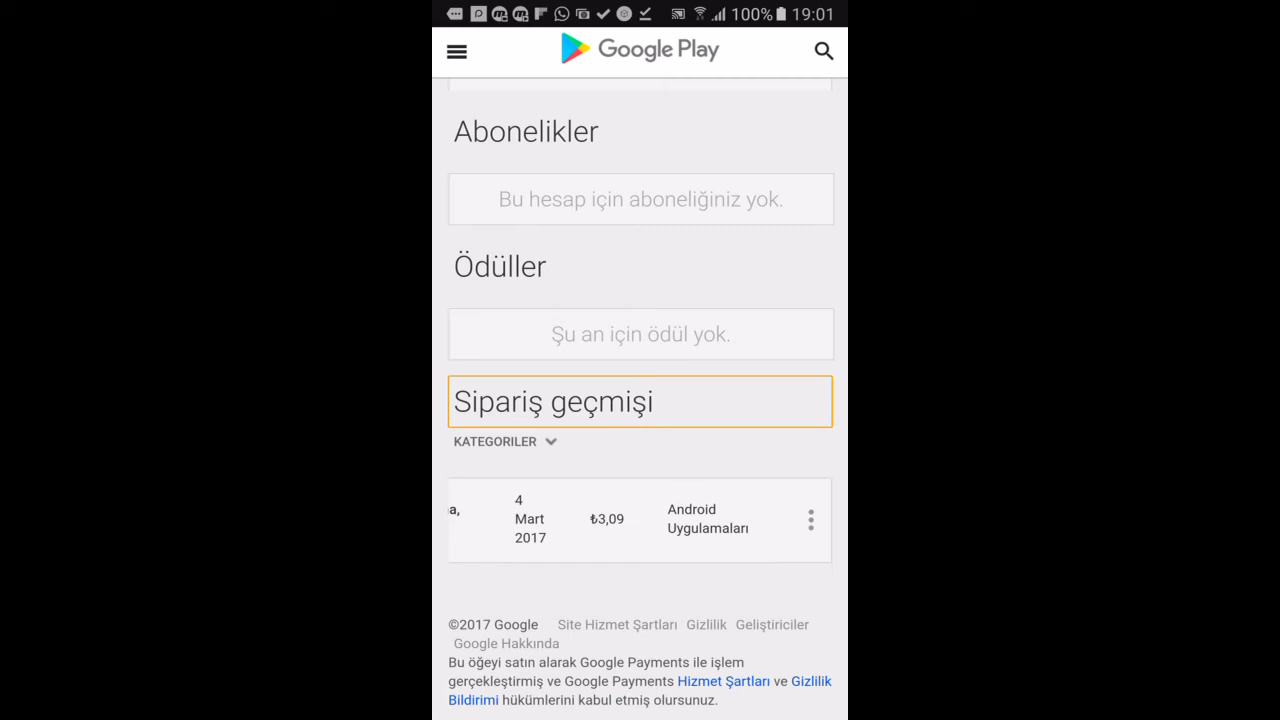 100% 19:01
Google Play
Abonelikler
Bu hesap için aboneliğiniz yok.
Ödüller
Şu an için ödül yok.
Sipariş geçmişi
KATEGORILER
a,
4
Mart
2017
₺3,09
Android
Uygulamaları
©2017 Google Site Hizmet Şartları Gizlilik Geliştiriciler
Google Hakkında
Bu öğeyi satın alarak Google Payments ile işlem
gerçekleştirmiş ve Google Payments Hizmet Şartları ve Gizlilik
Bildirimi hükümlerini kabul etmiş olursunuz.